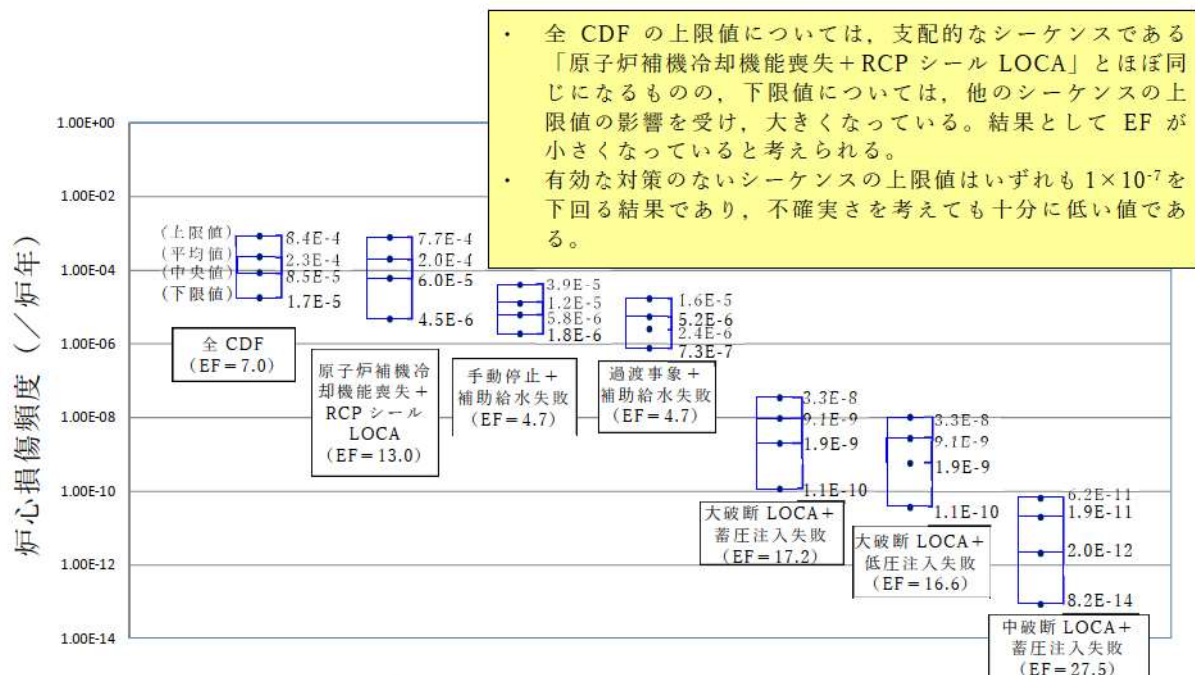 ・ 全 CDF の上限値については，支配的なシーケンスである
「原子炉補機冷却機能喪失＋RCP シール LOCA」とほぼ同
じになるものの，下限値については，他のシーケンスの上
限値の影響を受け，大きくなっている。結果として EF が
小さくなっていると考えられる。
・ 有効な対策のないシーケンスの上限値はいずれも 1×10⁻⁷を
下回る結果であり，不確実さを考えても十分に低い値であ
る。
炉心損傷頻度（／炉年）
1.00E+00
1.00E-02
1.00E-04
1.00E-06
1.00E-08
1.00E-10
1.00E-12
1.00E-14
(上限値)
(平均値)
(中央値)
(下限値)
8.4E-4
2.3E-4
8.5E-5
1.7E-5
全 CDF
(EF＝7.0)
7.7E-4
2.0E-4
6.0E-5
4.5E-6
原子炉補機冷
却機能喪失＋
RCP シール
LOCA
(EF＝13.0)
3.9E-5
1.2E-5
5.8E-6
1.8E-6
手動停止＋
補助給水失敗
(EF＝4.7)
1.6E-5
5.2E-6
2.4E-6
7.3E-7
過渡事象＋
補助給水失敗
(EF＝4.7)
3.3E-8
9.1E-9
1.9E-9
1.1E-10
大破断 LOCA＋
蓄圧注入失敗
(EF＝17.2)
3.3E-8
9.1E-9
1.9E-9
1.1E-10
大破断 LOCA＋
低圧注入失敗
(EF＝16.6)
6.2E-11
1.9E-11
2.0E-12
8.2E-14
中破断 LOCA＋
蓄圧注入失敗
(EF＝27.5)